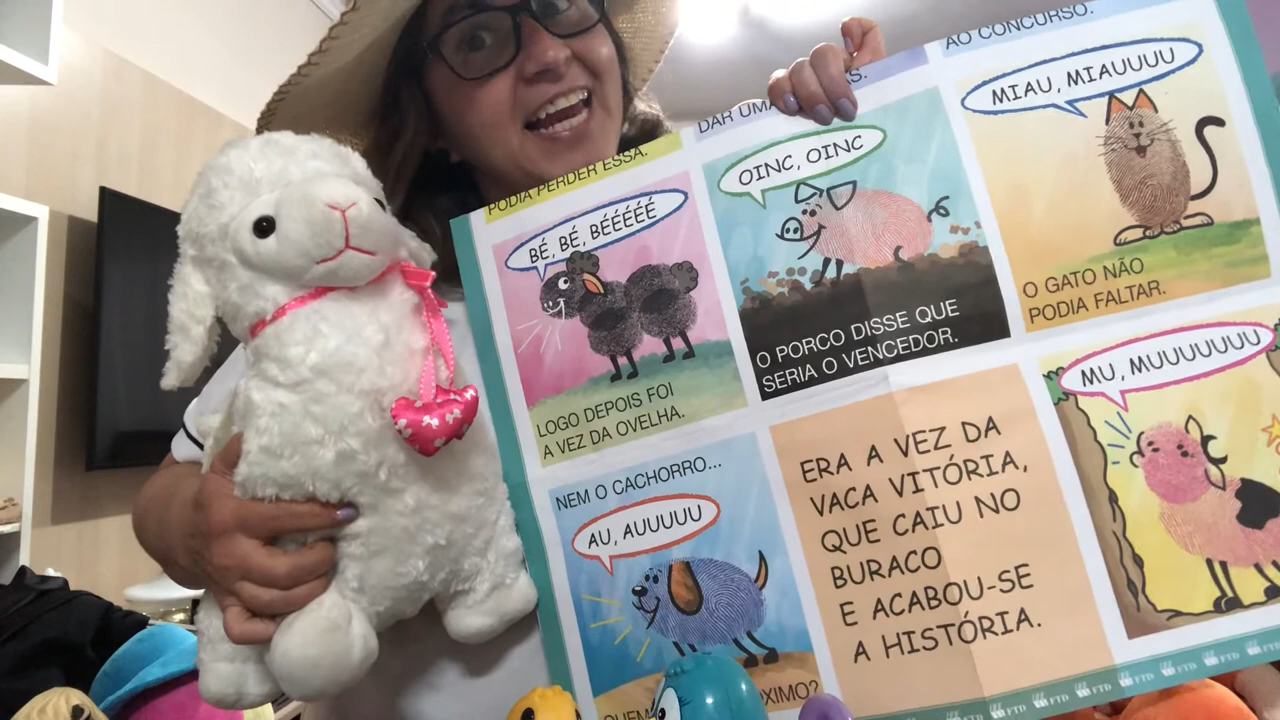 PODIA PERDER ESSA.
BÉ, BÉ, BÉÉÉÉÉ
LOGO DEPOIS FOI
A VEZ DA OVELHA.
DAR UMA
OINC, OINC
O PORCO DISSE QUE
SERIA O VENCEDOR.
AO CONCURSO.
MIAU, MIAUUUU
O GATO NÃO
PODIA FALTAR.
NEM O CACHORRO...
AU, AUUUUU
ERA A VEZ DA
VACA VITÓRIA,
QUE CAIU NO
BURACO
E ACABOU-SE
A HISTÓRIA.
MU, MUUUUUUU
FTD FTD FTD FTD FTD FTD FTD